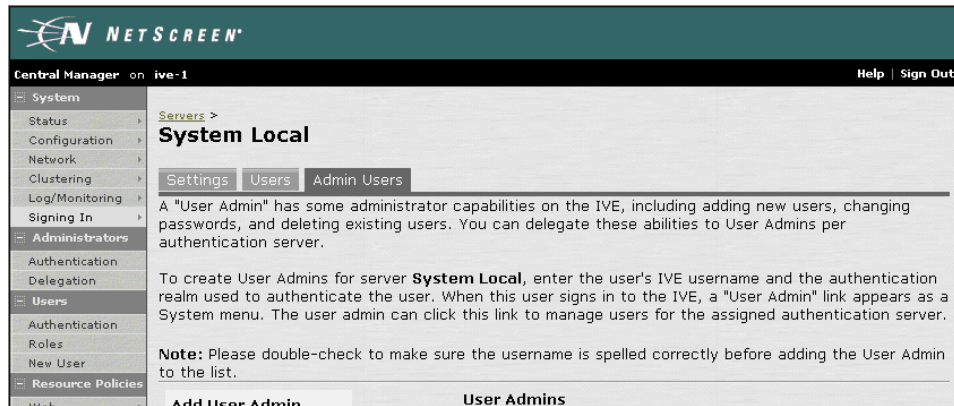 NETSCREEN
Central Manager on ive-1
Help | Sign Out
System
Status
Configuration
Network
Clustering
Log/Monitoring
Signing In
Administrators
Authentication
Delegation
Users
Authentication
Roles
New User
Resource Policies
Web
Servers >
System Local
Settings Users Admin Users
A "User Admin" has some administrator capabilities on the IVE, including adding new users, changing
passwords, and deleting existing users. You can delegate these abilities to User Admins per
authentication server.
To create User Admins for server System Local, enter the user's IVE username and the authentication
realm used to authenticate the user. When this user signs in to the IVE, a "User Admin" link appears as a
System menu. The user admin can click this link to manage users for the assigned authentication server.
Note: Please double-check to make sure the username is spelled correctly before adding the User Admin
to the list.
Add User Admin
User Admins